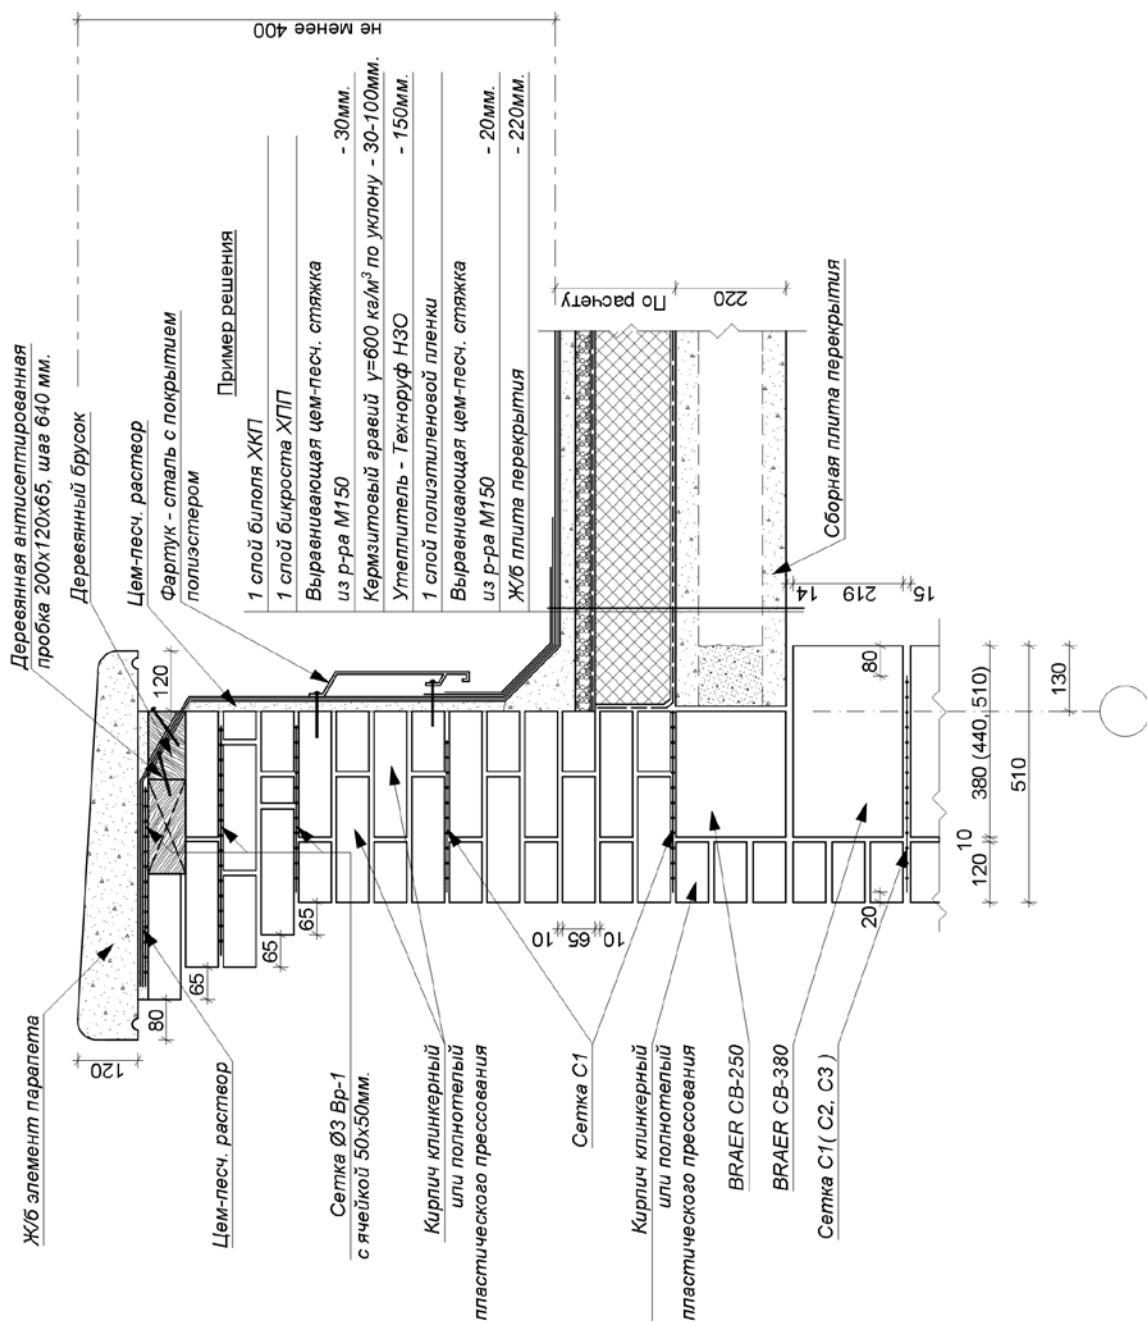 не менее 400
Деревянная антисептированная
пробка 200х120х65, шаг 640 мм.
Деревянный брусок
Цем-песч. раствор
Фартук - сталь с покрытием
полиэстером
Пример решения
1 слой биполя ХКП
1 слой бикроста ХПП
Выравнивающая цем-песч. стяжка
из р-ра М150 - 30мм.
Кермзитовый гравий γ=600 ка/м³ по уклону - 30-100мм.
Утеплитель - Техноруф Н3О - 150мм.
1 слой полиэтиленовой пленки
Выравнивающая цем-песч. стяжка
из р-ра М150 - 20мм.
Ж/б плита перекрытия - 220мм.
По расчету
220
Сборная плита перекрытия
120
14
219
15
80
130
380 (440, 510)
510
10
120
20
65
65
65
80
120
10
65
10
Ж/б элемент парапета
Цем-песч. раствор
Сетка Ø3 Вр-1
с ячейкой 50х50мм.
Кирпич клинкерный
или полнотелый
пластического прессования
Сетка С1
Кирпич клинкерный
или полнотелый
пластического прессования
BRAER СВ-250
BRAER СВ-380
Сетка С1( С2, С3 )